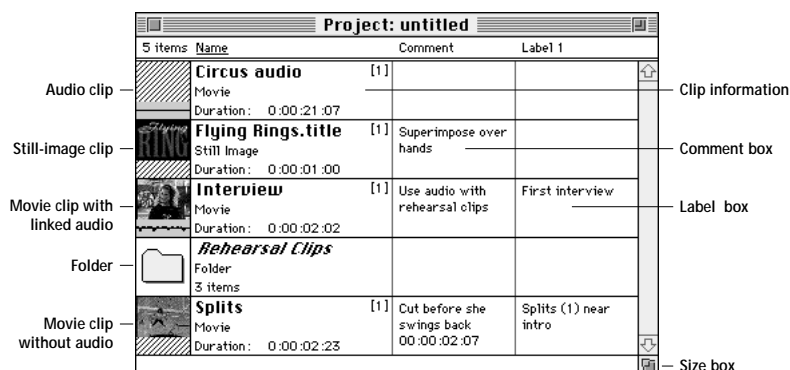 Project: untitled
5 items Name Comment Label 1
Audio clip
Circus audio [1]
Movie
Duration: 0:00:21:07
Clip information
Still-image clip
Flying
RING
Flying Rings.title [1]
Still Image
Duration: 0:00:01:00
Superimpose over
hands
Comment box
Movie clip with
linked audio
Interview [1]
Movie
Duration: 0:00:02:02
Use audio with
rehearsal clips
First interview
Label box
Folder
Rehearsal Clips
Folder
3 items
Movie clip
without audio
Splits [1]
Movie
Duration: 0:00:02:23
Cut before she
swings back
00:00:02:07
Splits (1) near
intro
Size box